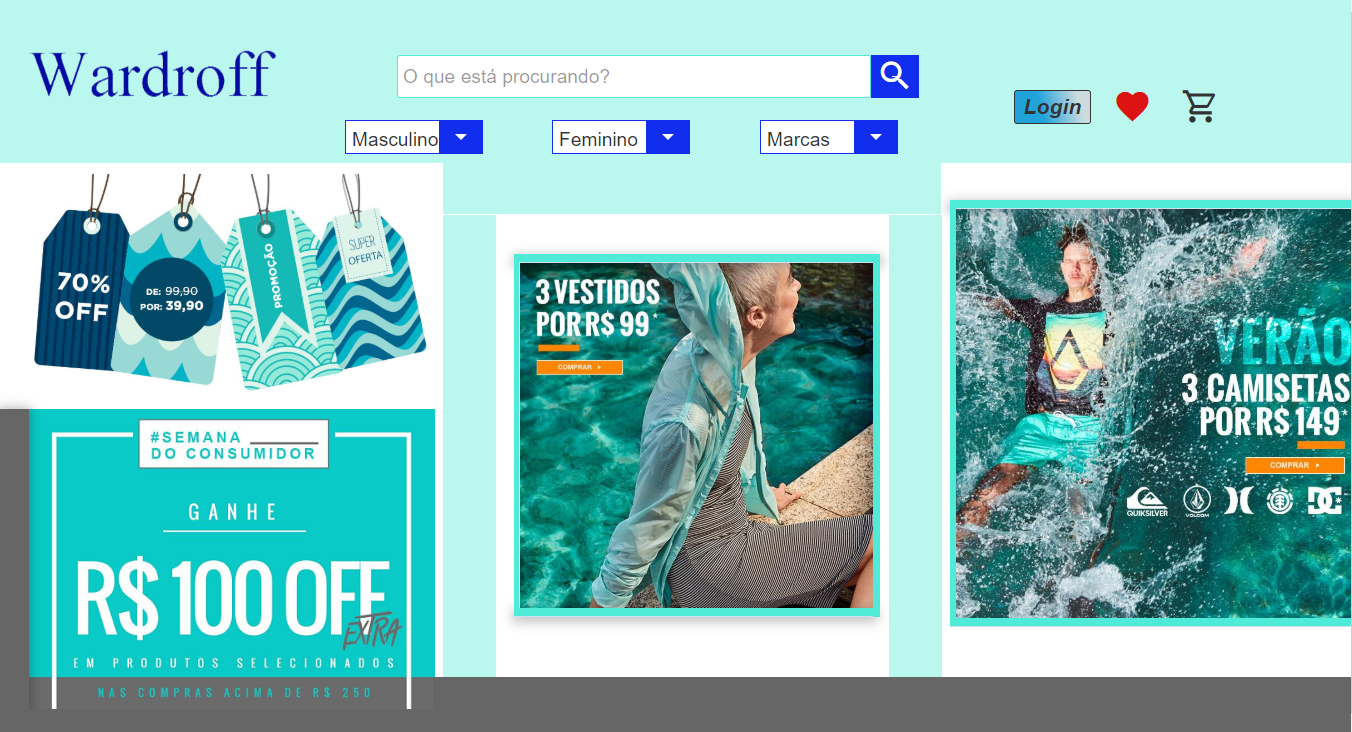 Wardroff
O que está procurando?
Login
Masculino
Feminino
Marcas
70%
OFF
DE: 99,90
POR: 39,90
PROMOÇÃO
SUPER
OFERTA
#SEMANA
DO CONSUMIDOR
GANHE
R$ 100 OFF
EXTRA
EM PRODUTOS SELECIONADOS
NAS COMPRAS ACIMA DE R$ 250
3 VESTIDOS
POR R$ 99*
COMPRAR
VERÃO
3 CAMISETAS
POR R$ 149*
COMPRAR
QUIKSILVER
VOLCOM
DC